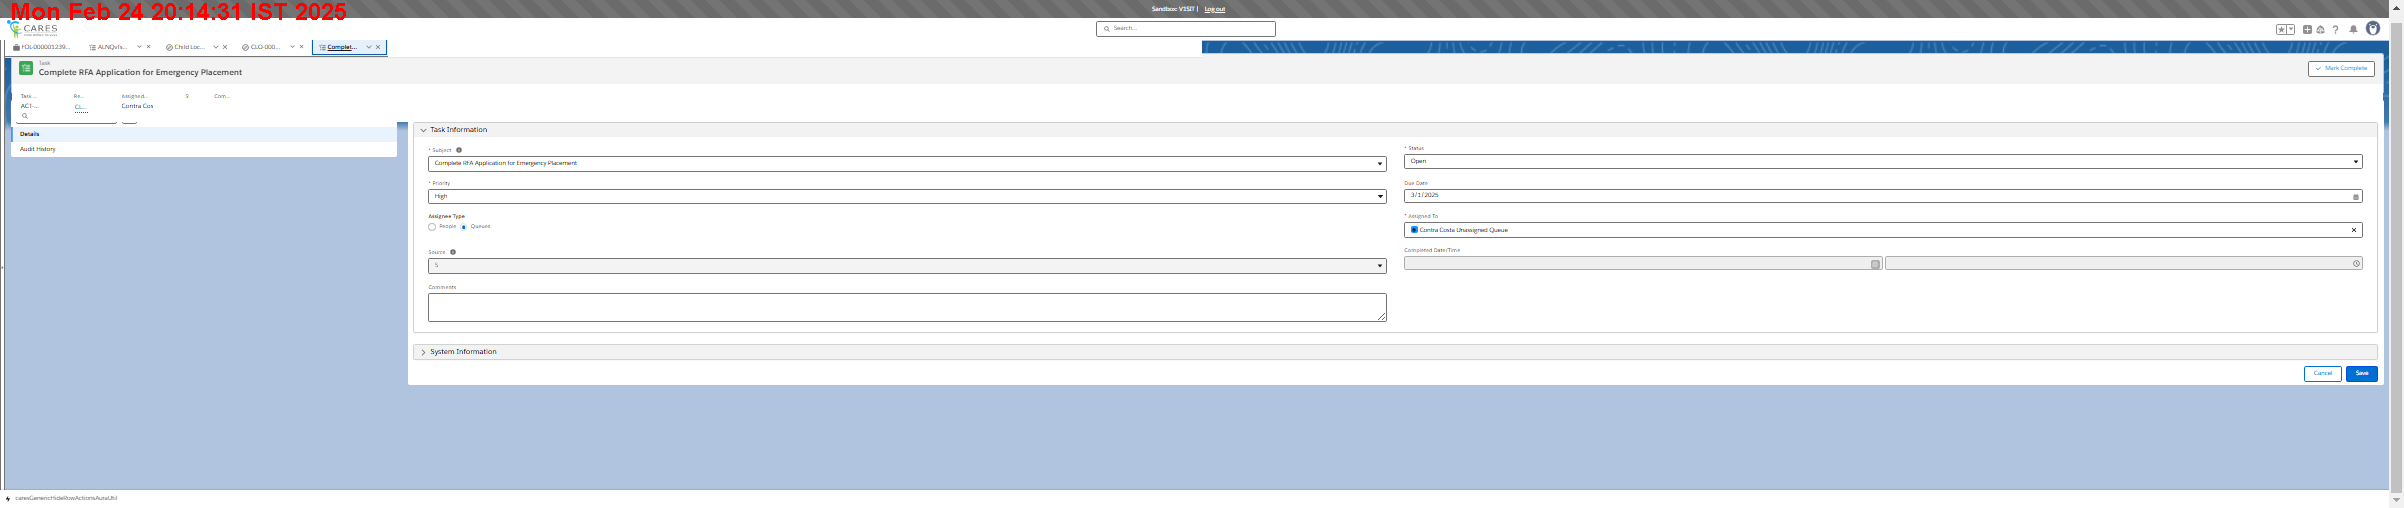 Mon Feb 24 20:14:31 IST 2025
Sandbox: V1SIT | Log out
CARES
Search...
FOL-000001239...
ALNQvls...
Child Loc...
CLO-000...
Complet...
Task
Complete RFA Application for Emergency Placement
Mark Complete
Task... Re... Assigned... S Com...
ACT-... CL... Contra Cos
Details
Audit History
Task Information
* Subject
Complete RFA Application for Emergency Placement
* Status
Open
* Priority
High
Due Date
3/1/2025
Assignee Type
People Queues
* Assigned To
Contra Costa Unassigned Queue
Source
S
Completed Date/Time
Comments
System Information
Cancel Save
caresGenericHideRowActionsAuraUtil